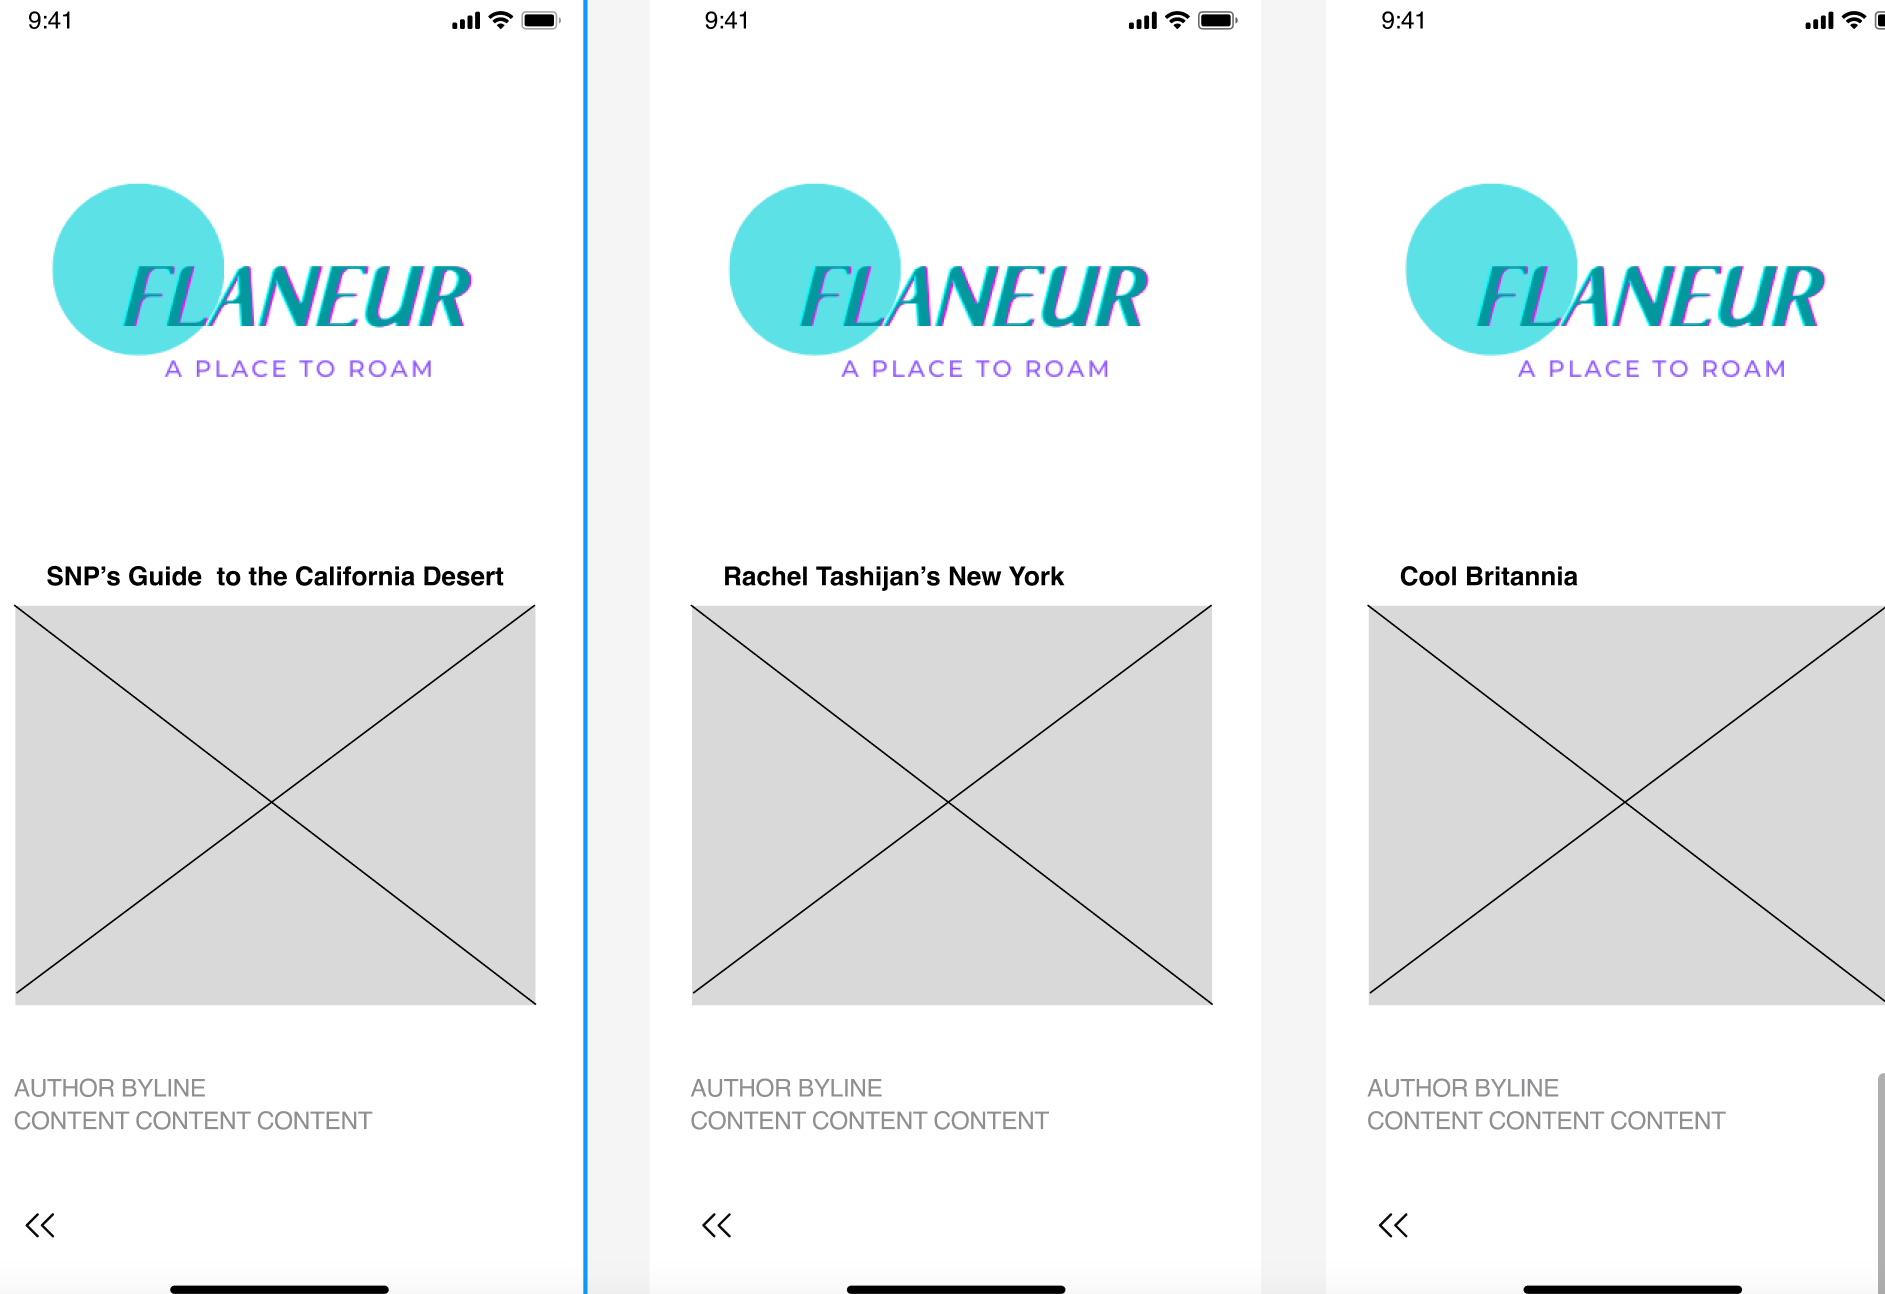 9:41
FLANEUR
A PLACE TO ROAM
SNP’s Guide  to the California Desert
AUTHOR BYLINE
CONTENT CONTENT CONTENT
9:41
FLANEUR
A PLACE TO ROAM
Rachel Tashijan’s New York
AUTHOR BYLINE
CONTENT CONTENT CONTENT
9:41
FLANEUR
A PLACE TO ROAM
Cool Britannia
AUTHOR BYLINE
CONTENT CONTENT CONTENT